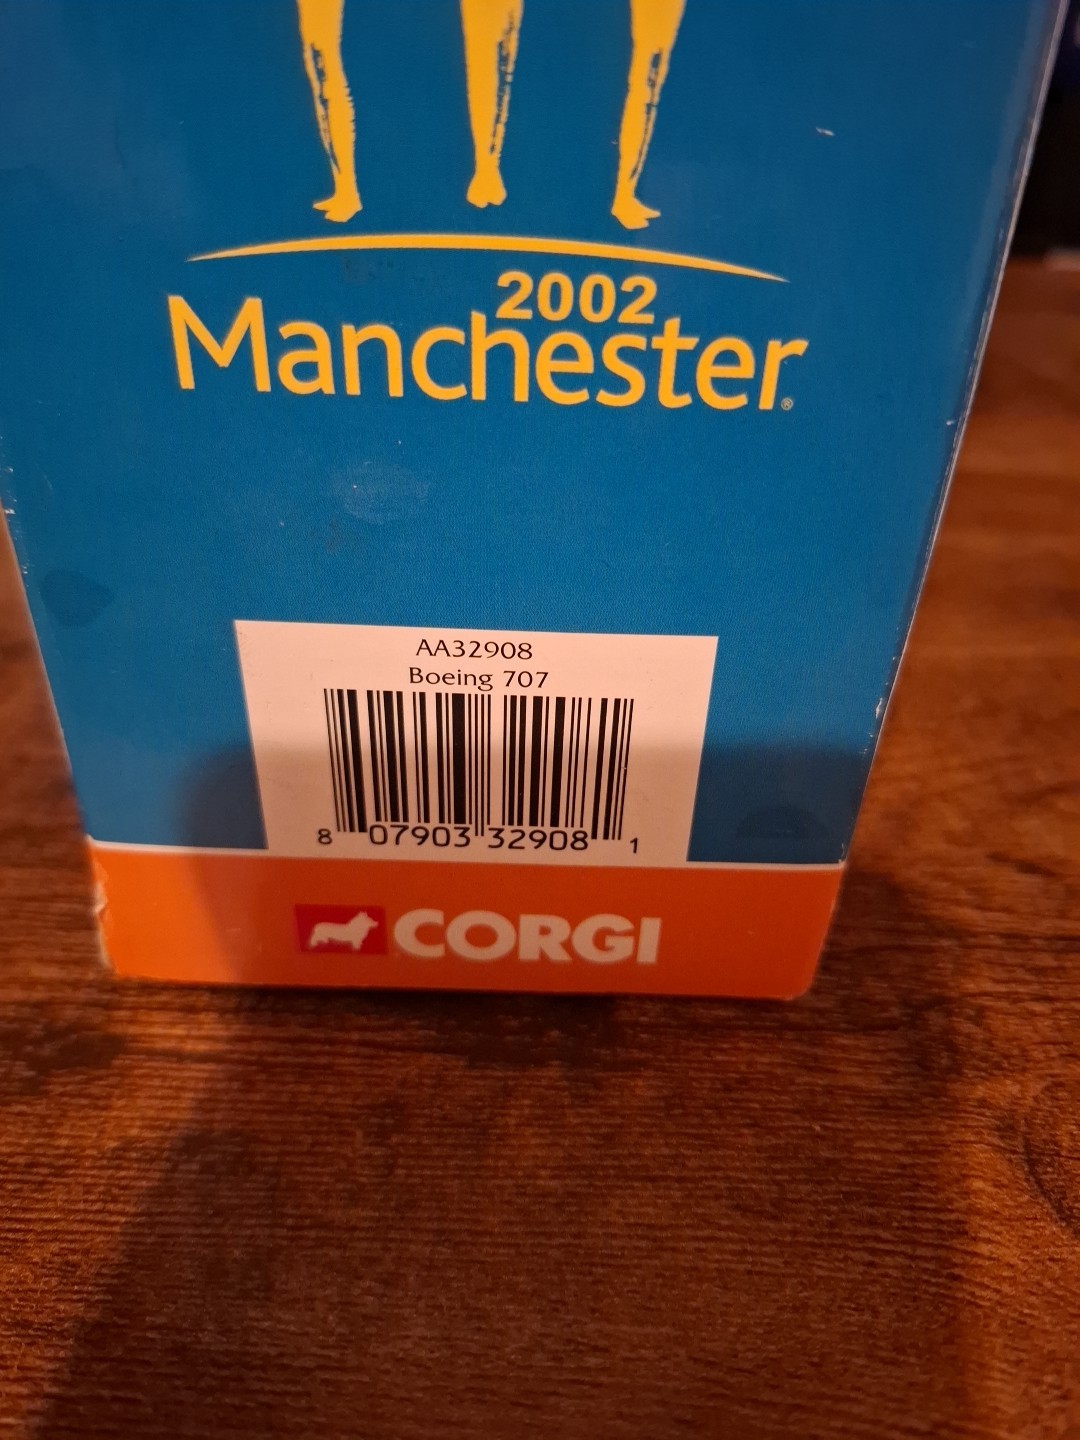 2002
Manchester®
AA32908
Boeing 707
8 07903 32908 1
CORGI